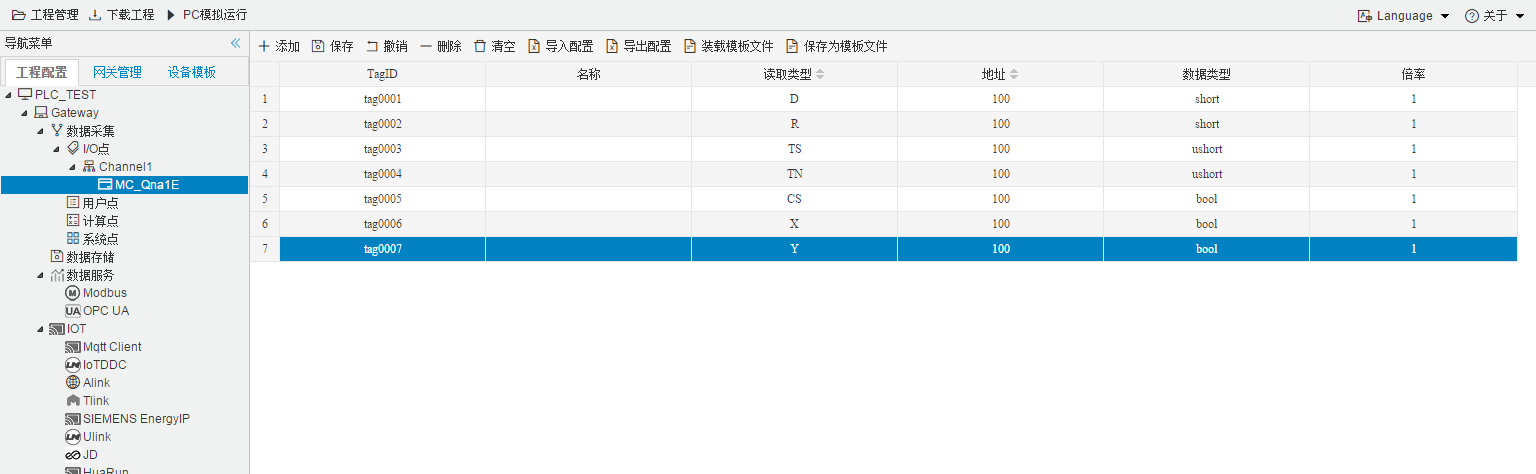 工程管理 下载工程 PC模拟运行 Language 关于
导航菜单
工程配置 网关管理 设备模板
PLC_TEST
Gateway
数据采集
I/O点
Channel1
MC_Qna1E
用户点
计算点
系统点
数据存储
数据服务
Modbus
UA OPC UA
IOT
Mqtt Client
IoTDDC
Alink
Tlink
SIEMENS EnergyIP
Ulink
JD
HuaRun
添加 保存 撤销 删除 清空 导入配置 导出配置 装载模板文件 保存为模板文件
TagID 名称 读取类型 地址 数据类型 倍率
1 tag0001 D 100 short 1
2 tag0002 R 100 short 1
3 tag0003 TS 100 ushort 1
4 tag0004 TN 100 ushort 1
5 tag0005 CS 100 bool 1
6 tag0006 X 100 bool 1
7 tag0007 Y 100 bool 1